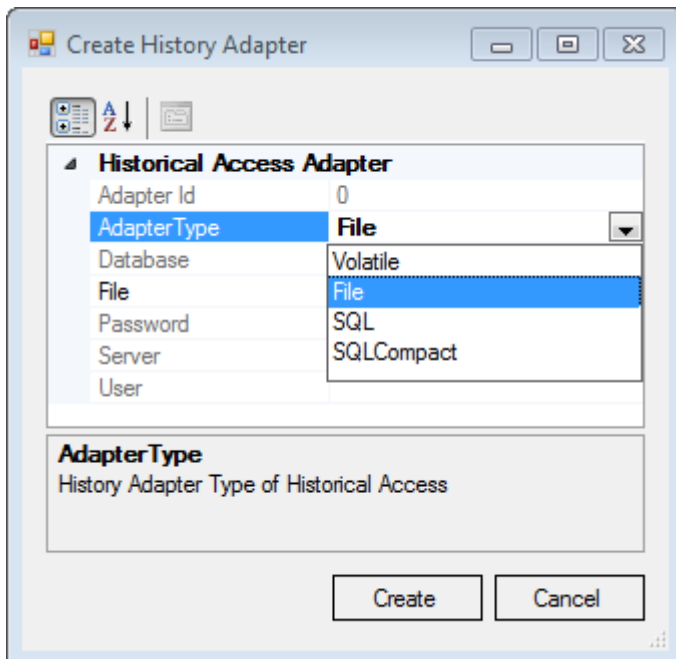 Create History Adapter
A
Z
Historical Access Adapter
Adapter Id 0
AdapterType File
Database Volatile
File File
Password SQL
Server SQLCompact
User
AdapterType
History Adapter Type of Historical Access
Create Cancel